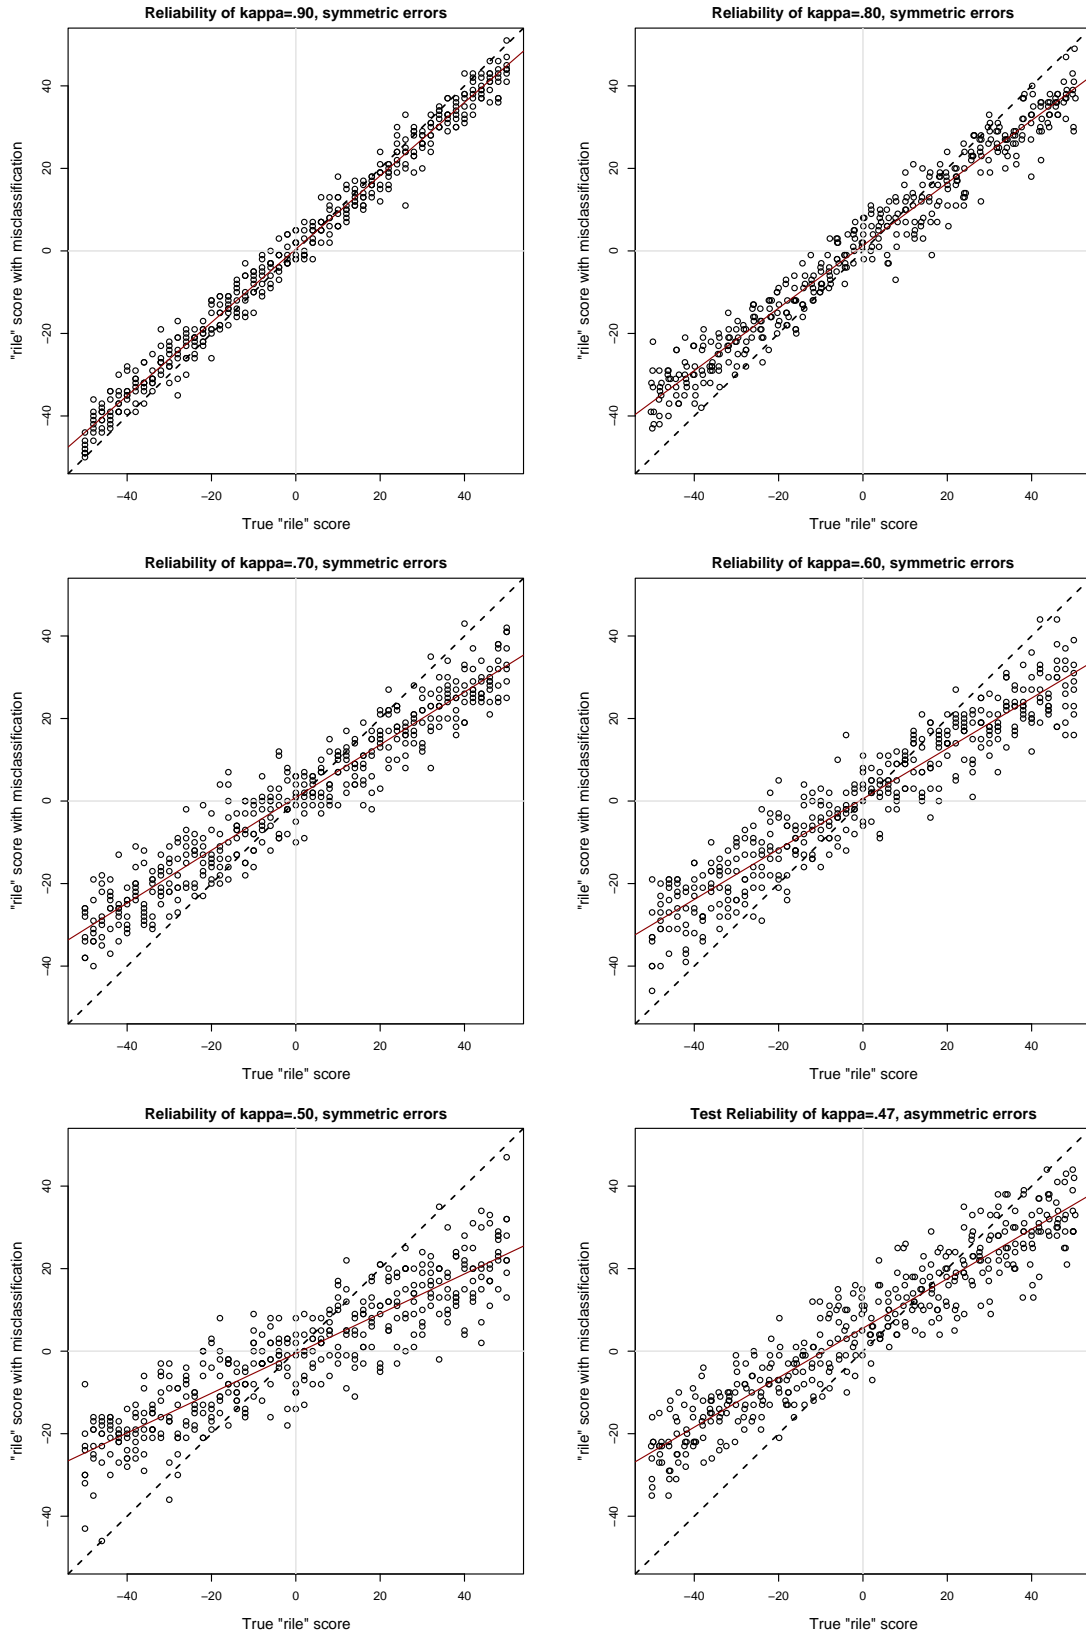 Reliability of kappa=.90, symmetric errors
"rile" score with misclassification
40
20
0
−20
−40
−40 −20 0 20 40
True "rile" score
Reliability of kappa=.80, symmetric errors
"rile" score with misclassification
40
20
0
−20
−40
−40 −20 0 20 40
True "rile" score
Reliability of kappa=.70, symmetric errors
"rile" score with misclassification
40
20
0
−20
−40
−40 −20 0 20 40
True "rile" score
Reliability of kappa=.60, symmetric errors
"rile" score with misclassification
40
20
0
−20
−40
−40 −20 0 20 40
True "rile" score
Reliability of kappa=.50, symmetric errors
"rile" score with misclassification
40
20
0
−20
−40
−40 −20 0 20 40
True "rile" score
Test Reliability of kappa=.47, asymmetric errors
"rile" score with misclassification
40
20
0
−20
−40
−40 −20 0 20 40
True "rile" score